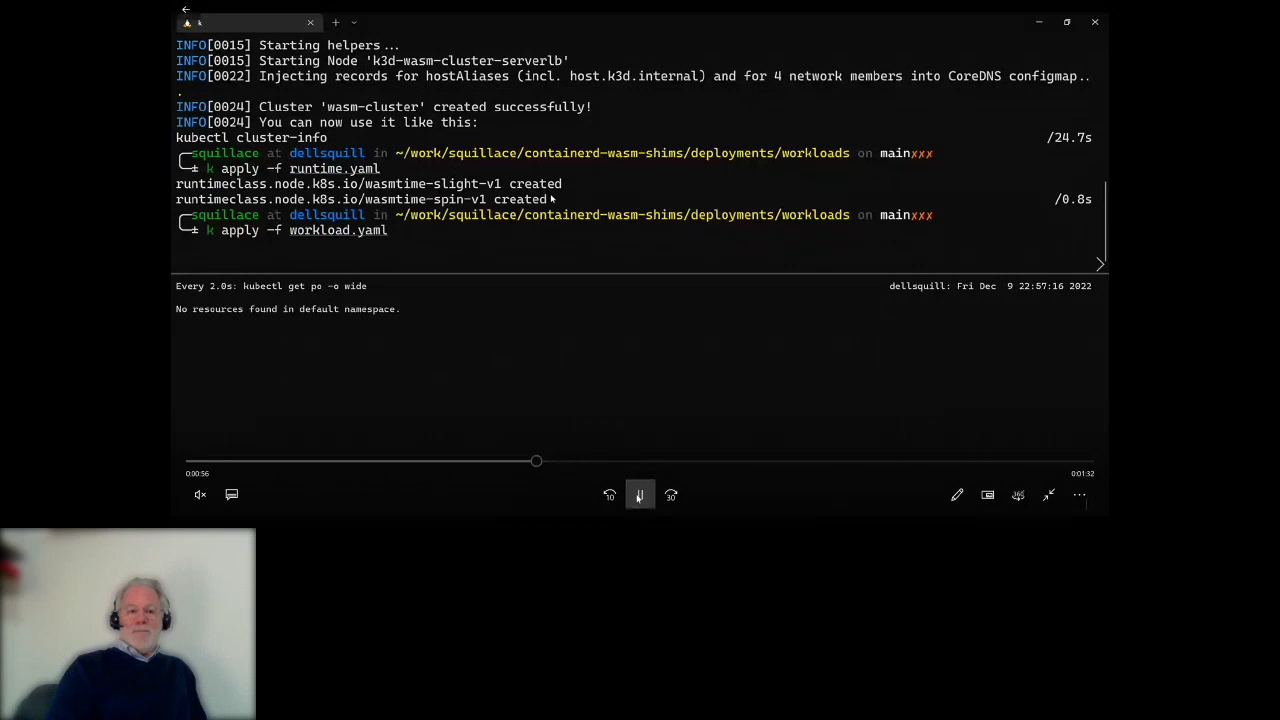 k
INFO[0015] Starting helpers...
INFO[0015] Starting Node 'k3d-wasm-cluster-serverlb'
INFO[0022] Injecting records for hostAliases (incl. host.k3d.internal) and for 4 network members into CoreDNS configmap..
.
INFO[0024] Cluster 'wasm-cluster' created successfully!
INFO[0024] You can now use it like this:
kubectl cluster-info /24.7s
squillace at dellsquill in ~/work/squillace/containerd-wasm-shims/deployments/workloads on main✗✗✗
± k apply -f runtime.yaml
runtimeclass.node.k8s.io/wasmtime-slight-v1 created
runtimeclass.node.k8s.io/wasmtime-spin-v1 created /0.8s
squillace at dellsquill in ~/work/squillace/containerd-wasm-shims/deployments/workloads on main✗✗✗
± k apply -f workload.yaml
Every 2.0s: kubectl get po -o wide dellsquill: Fri Dec 9 22:57:16 2022
No resources found in default namespace.
0:00:56 0:01:32
10 30